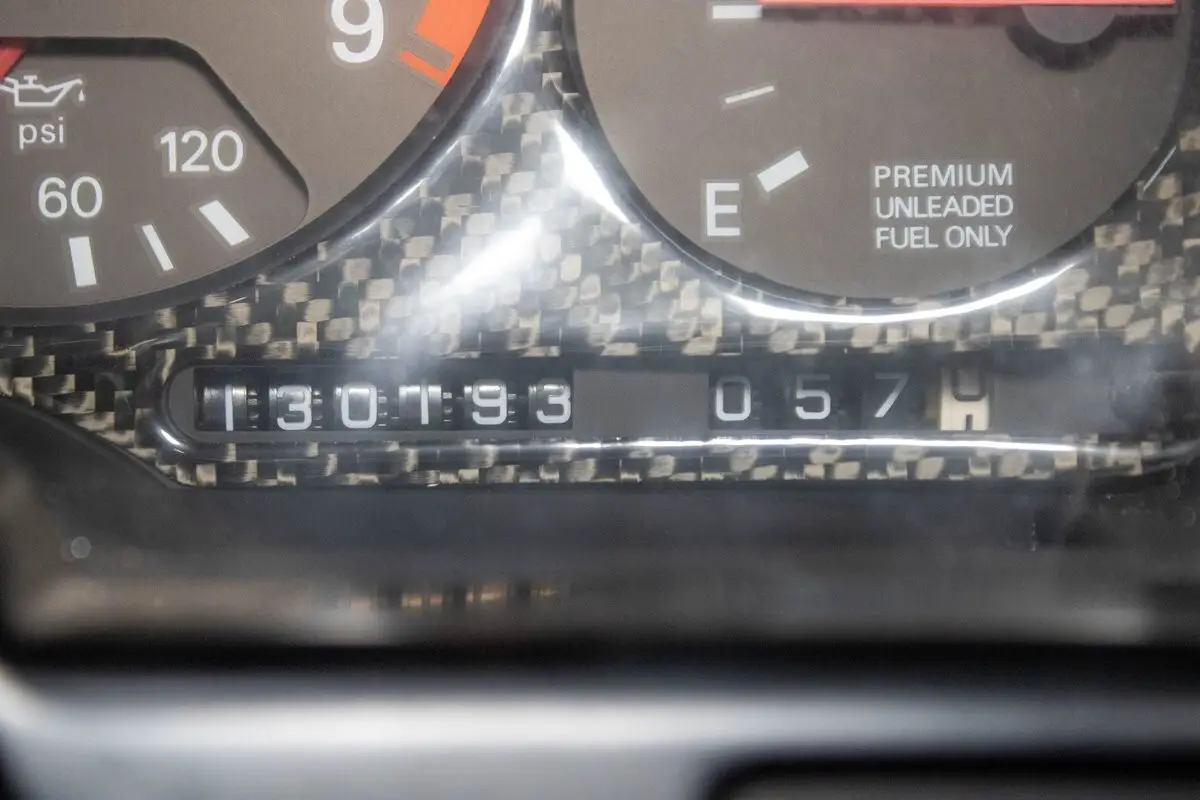 9
psi
120
60
E
PREMIUM
UNLEADED
FUEL ONLY
130193
057